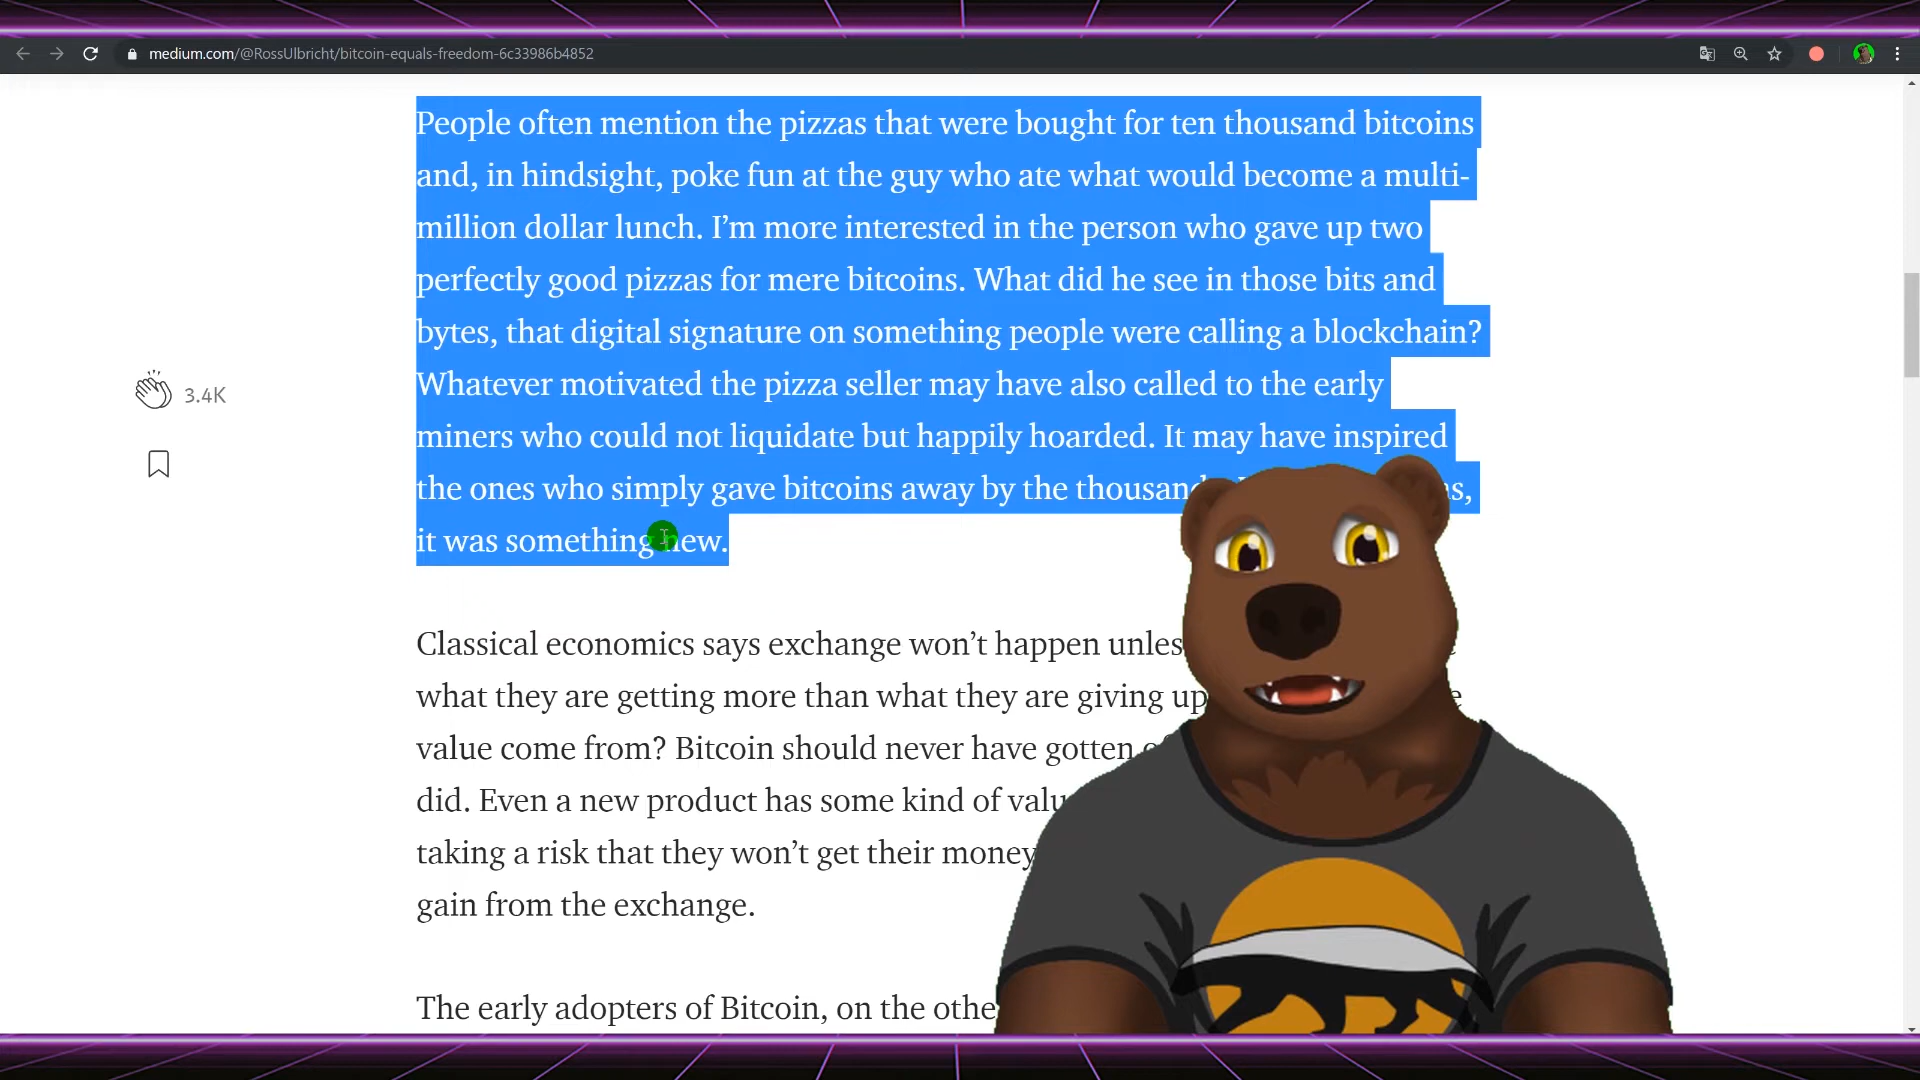 medium.com/@RossUlbricht/bitcoin-equals-freedom-6c33986b4852
People often mention the pizzas that were bought for ten thousand bitcoins
and, in hindsight, poke fun at the guy who ate what would become a multi-
million dollar lunch. I’m more interested in the person who gave up two
perfectly good pizzas for mere bitcoins. What did he see in those bits and
bytes, that digital signature on something people were calling a blockchain?
Whatever motivated the pizza seller may have also called to the early
3.4K
miners who could not liquidate but happily hoarded. It may have inspired
the ones who simply gave bitcoins away by the
it was something new.
Classical economics says exchange won’t happen
what they are getting more than what they are giving up
value come from? Bitcoin should never have gotten
did. Even a new product has some kind of
taking a risk that they won’t get their money
gain from the exchange.
The early adopters of Bitcoin, on the